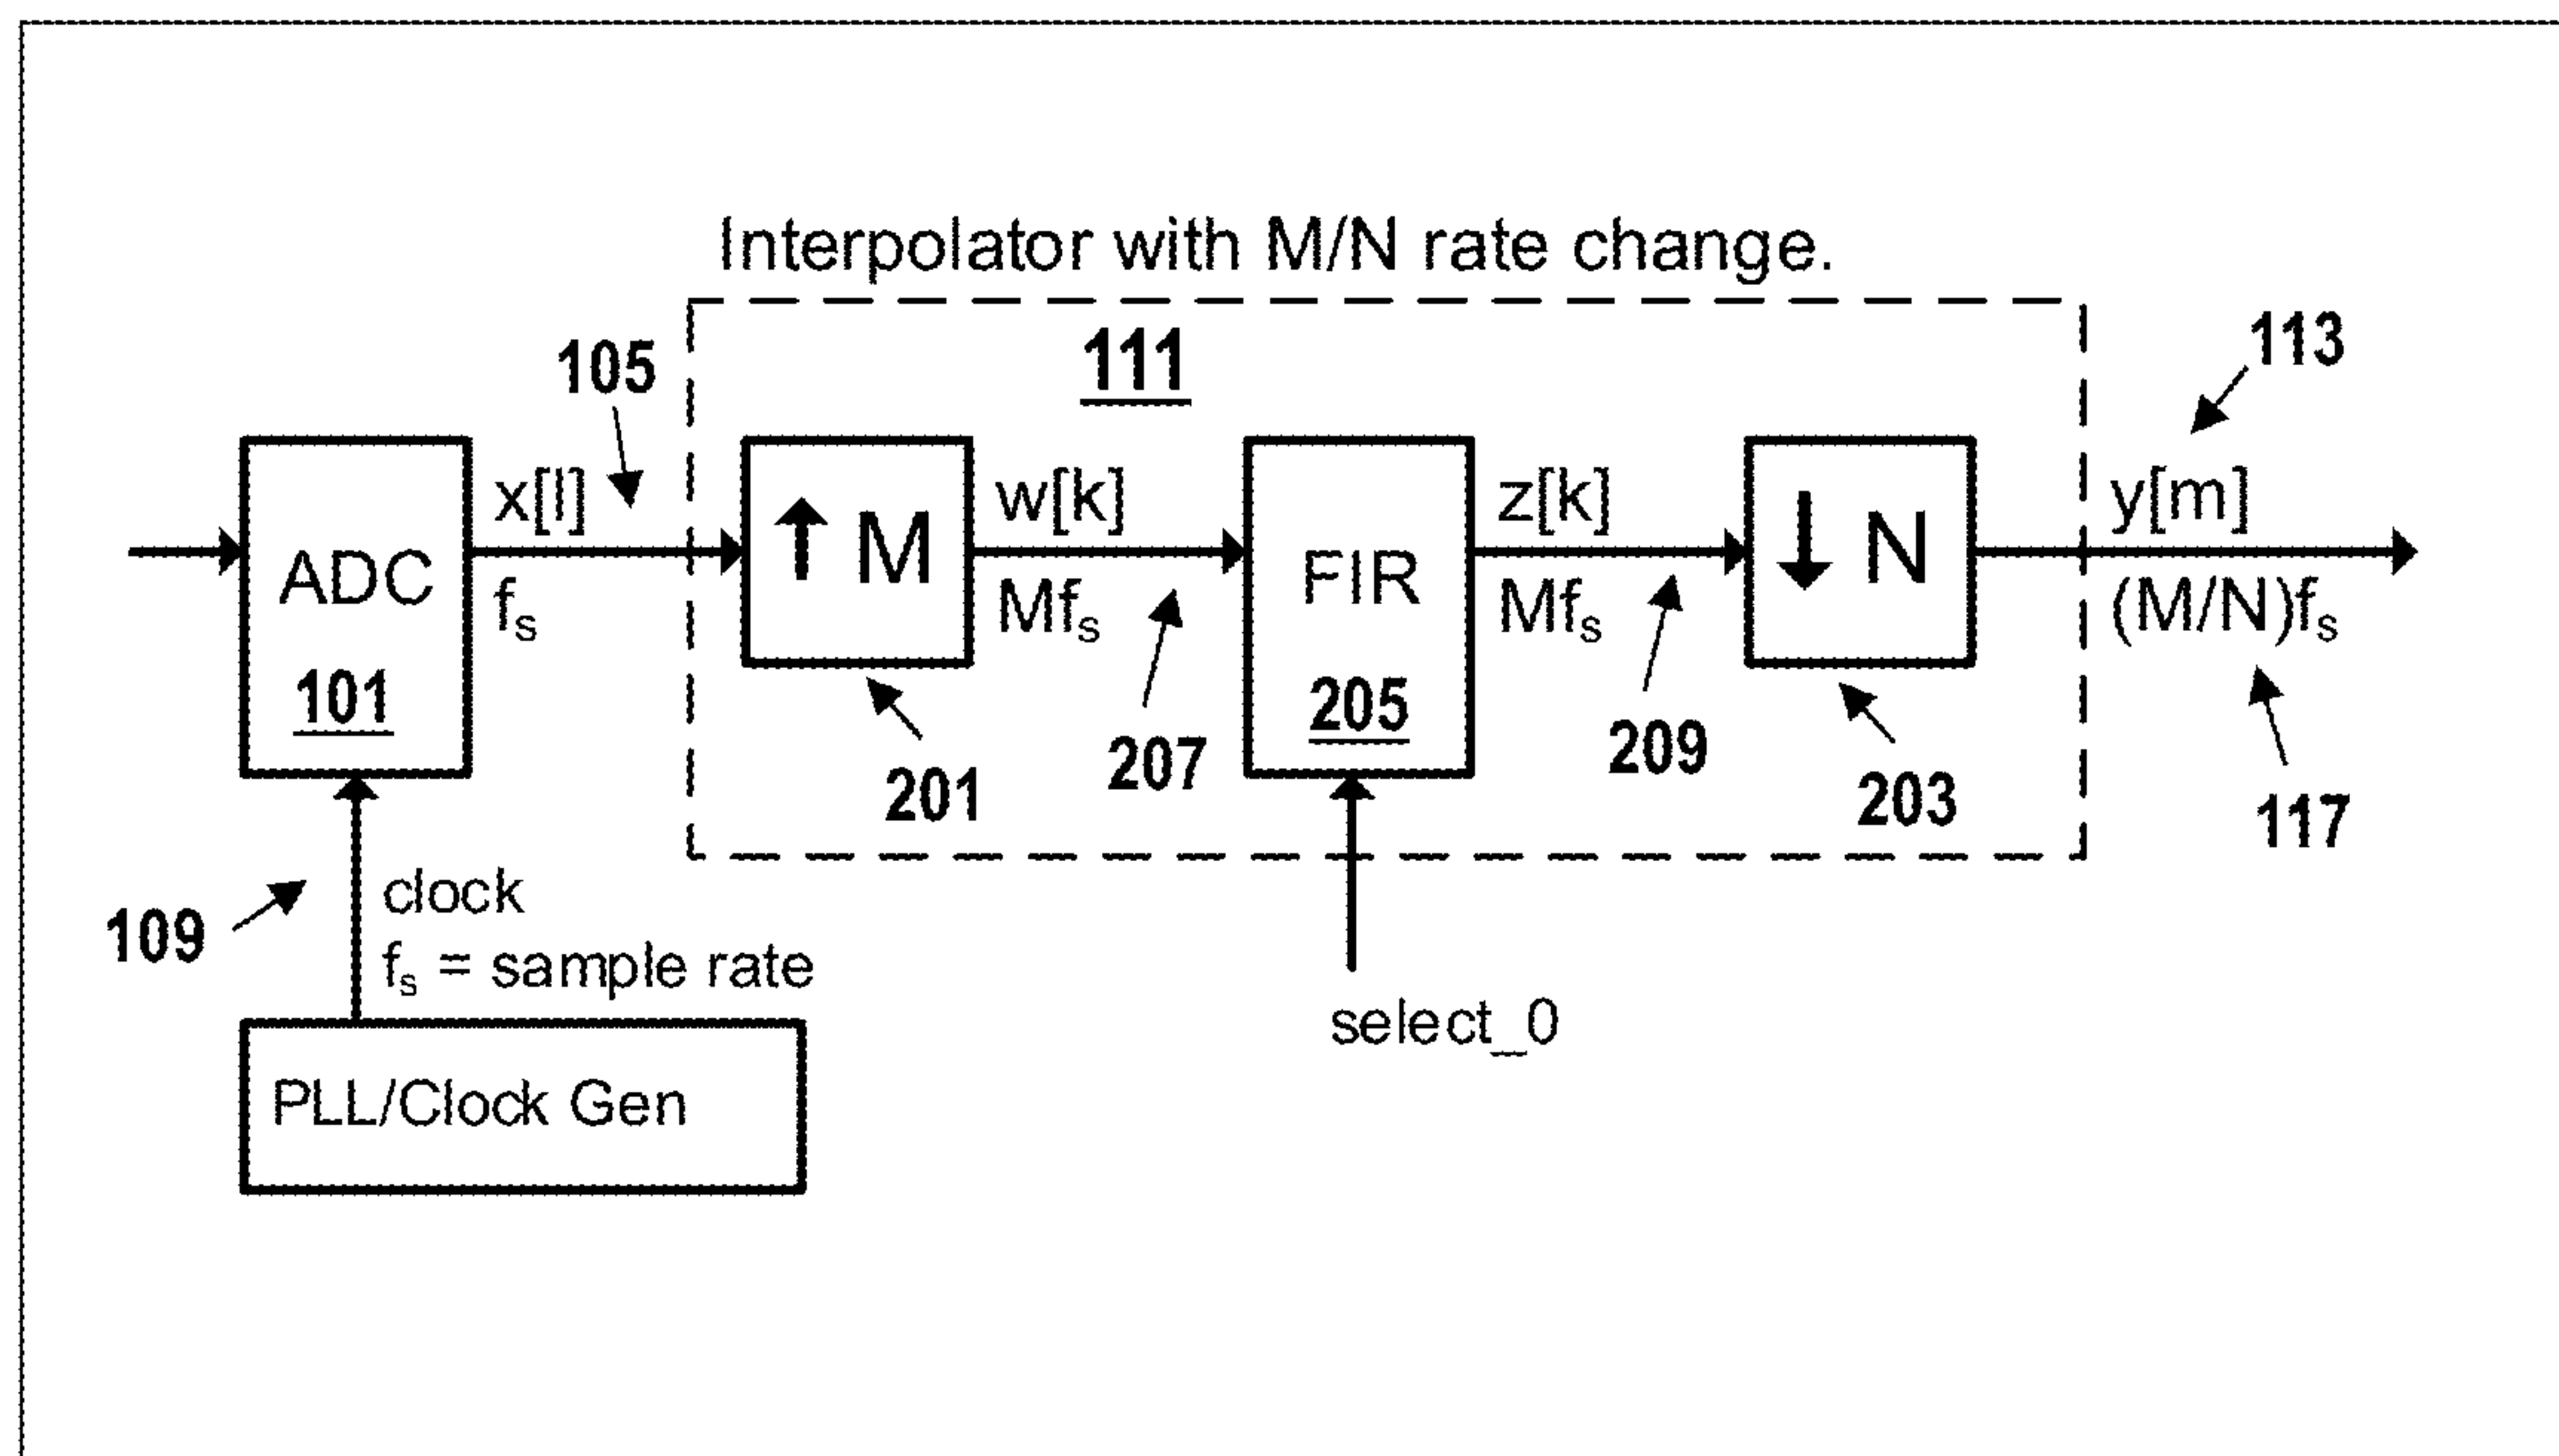 Interpolator with M/N rate change.
111
105
113
ADC
101
x[l]
fs
↑ M
201
w[k]
Mfs
207
FIR
205
z[k]
Mfs
209
↓ N
203
y[m]
(M/N)fs
117
109
clock
fs = sample rate
select_0
PLL/Clock Gen